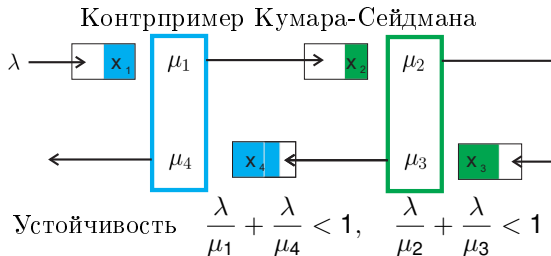 Контрпример Кумара-Сейдмана
λ x₁ μ₁ x₂ μ₂
μ₄ x₄ μ₃ x₃
Устойчивость λ/μ₁ + λ/μ₄ < 1, λ/μ₂ + λ/μ₃ < 1